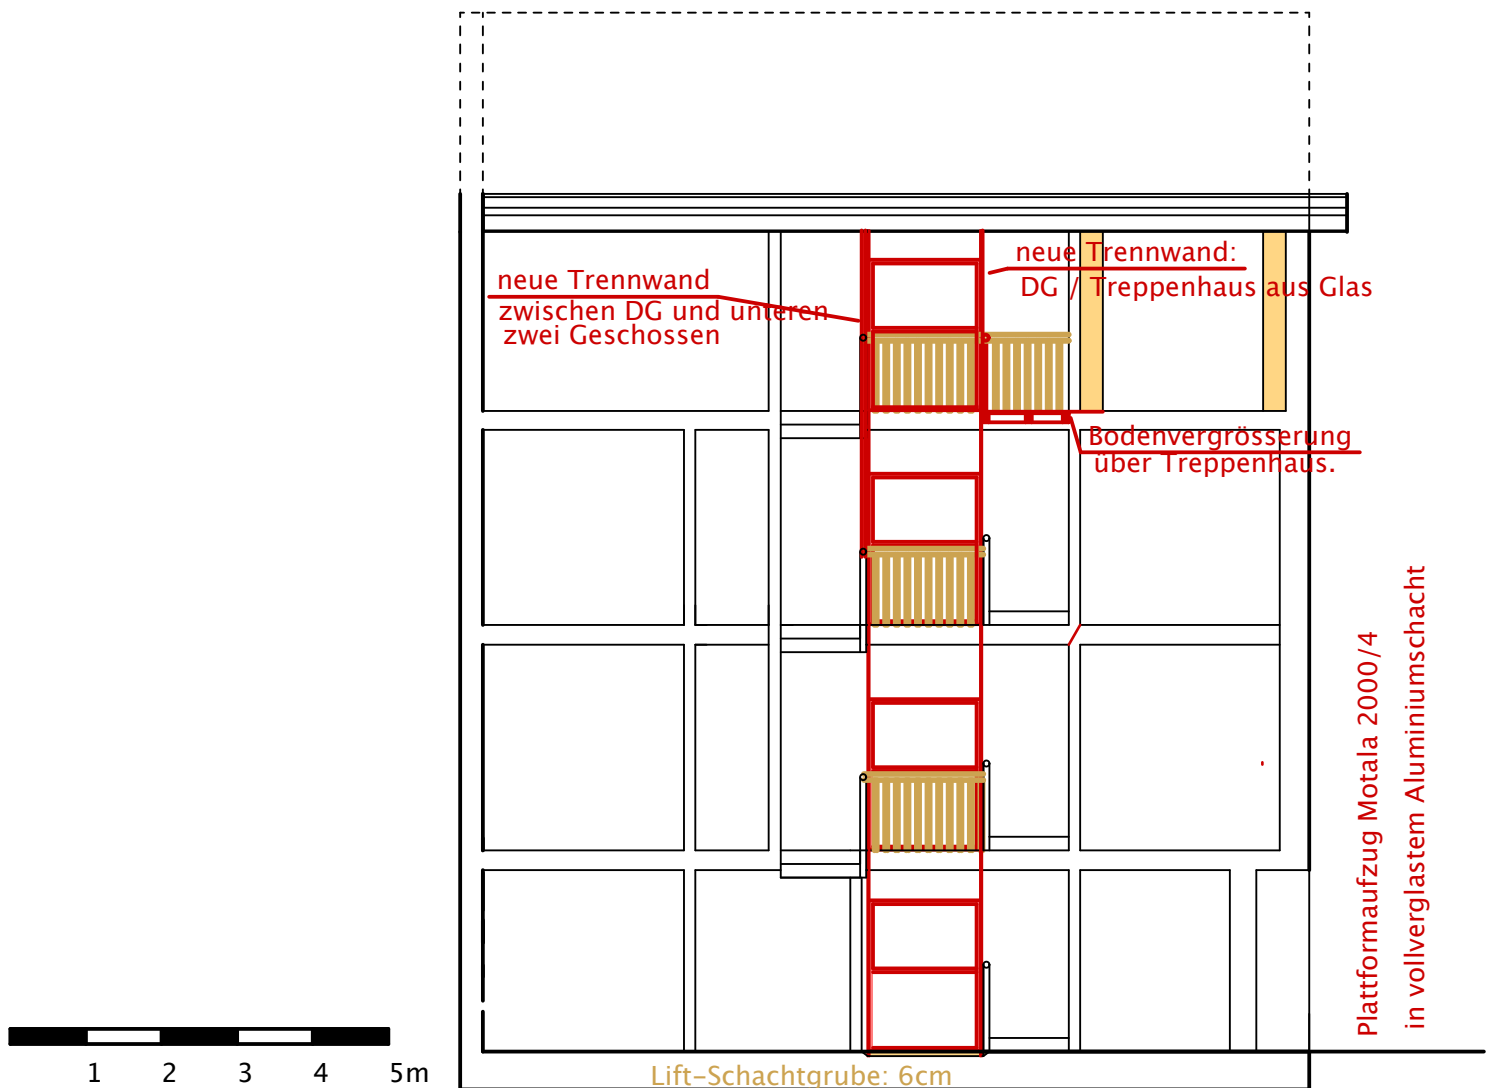 neue Trennwand
zwischen DG und unteren
zwei Geschossen
neue Trennwand:
DG / Treppenhaus aus Glas
Bodenvergrösserung
über Treppenhaus.
Plattformaufzug Motala 2000/4
in vollverglastem Aluminiumschacht
1 2 3 4 5m
Lift-Schachtgrube: 6cm